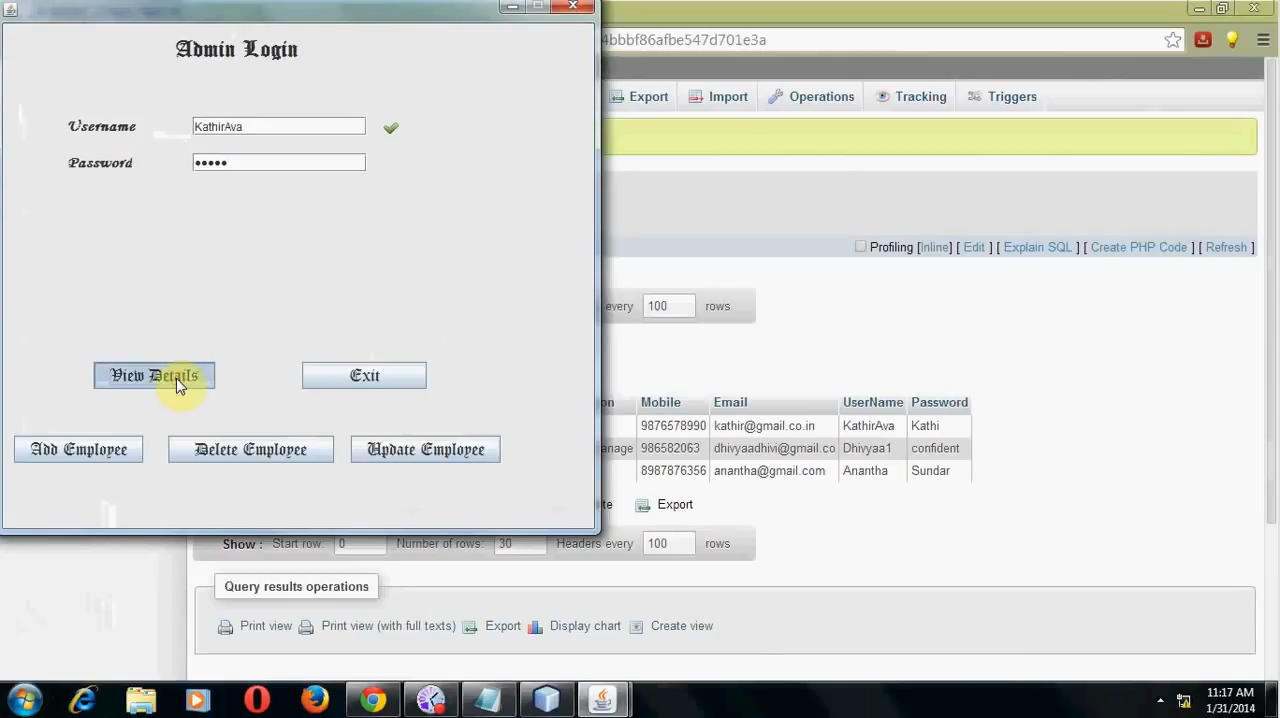 Admin Login
4bbbf86afbe547d701e3a
Username KathirAva
Export Import Operations Tracking Triggers
Password •••••
Profiling [Inline] [ Edit ] [ Explain SQL ] [ Create PHP Code ] [ Refresh ]
every 100 rows
View Details Exit
on Mobile Email UserName Password
9876578990 kathir@gmail.co.in KathirAva Kathi
Add Employee Delete Employee Update Employee
nanage 986582063 dhivyaadhivi@gmail.co Dhivyaa1 confident
8987876356 anantha@gmail.com Anantha Sundar
te Export
Show : Start row: 0 Number of rows: 30 Headers every 100 rows
Query results operations
Print view Print view (with full texts) Export Display chart Create view
11:17 AM
1/31/2014